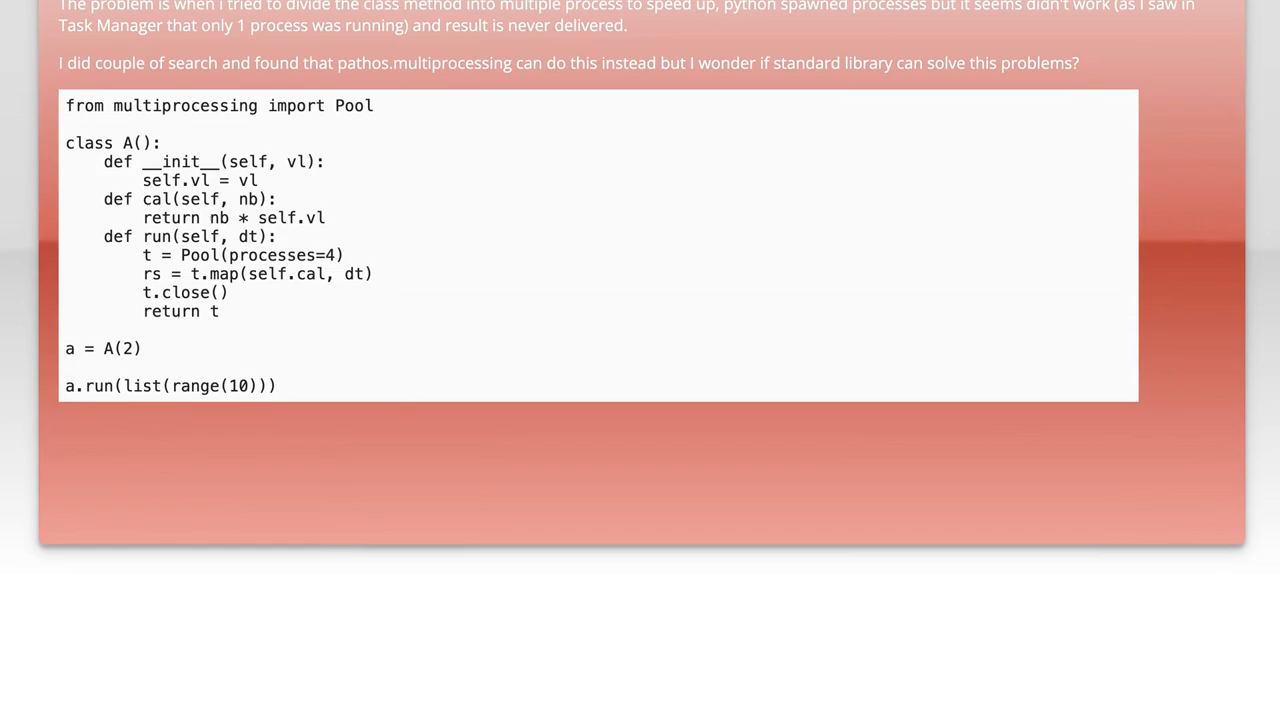 The problem is when i tried to divide the class method into multiple process to speed up, python spawned processes but it seems didn't work (as I saw in
Task Manager that only 1 process was running) and result is never delivered.
I did couple of search and found that pathos.multiprocessing can do this instead but I wonder if standard library can solve this problems?
from multiprocessing import Pool
class A():
    def __init__(self, vl):
        self.vl = vl
    def cal(self, nb):
        return nb * self.vl
    def run(self, dt):
        t = Pool(processes=4)
        rs = t.map(self.cal, dt)
        t.close()
        return t
a = A(2)
a.run(list(range(10)))